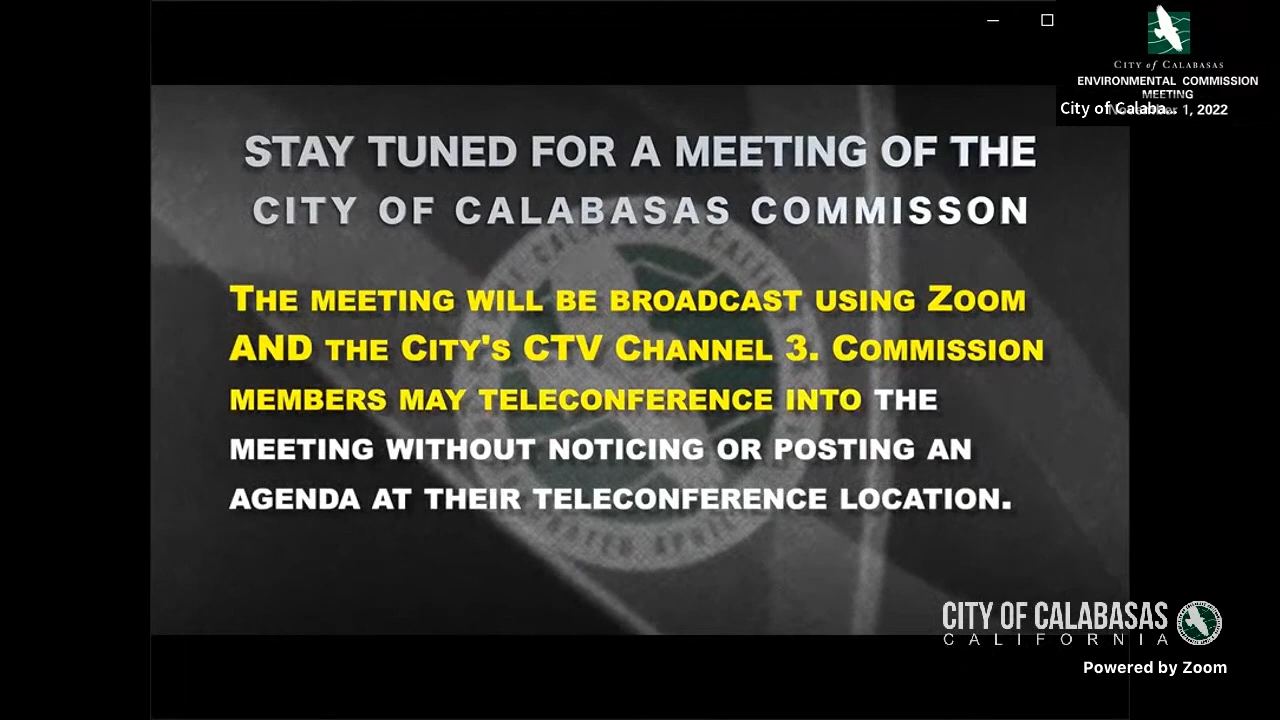 CITY of CALABASAS
ENVIRONMENTAL COMMISSION
MEETING
City of Calaba...
1, 2022
STAY TUNED FOR A MEETING OF THE
CITY OF CALABASAS COMMISSON
THE MEETING WILL BE BROADCAST USING ZOOM
AND THE CITY'S CTV CHANNEL 3. COMMISSION
MEMBERS MAY TELECONFERENCE INTO THE
MEETING WITHOUT NOTICING OR POSTING AN
AGENDA AT THEIR TELECONFERENCE LOCATION.
CITY OF CALABASAS
CALIFORNIA
Powered by Zoom